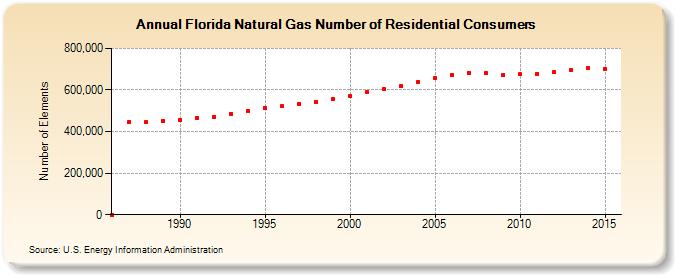 Annual Florida Natural Gas Number of Residential Consumers
Number of Elements
800,000
600,000
400,000
200,000
0
1990 1995 2000 2005 2010 2015
Source: U.S. Energy Information Administration